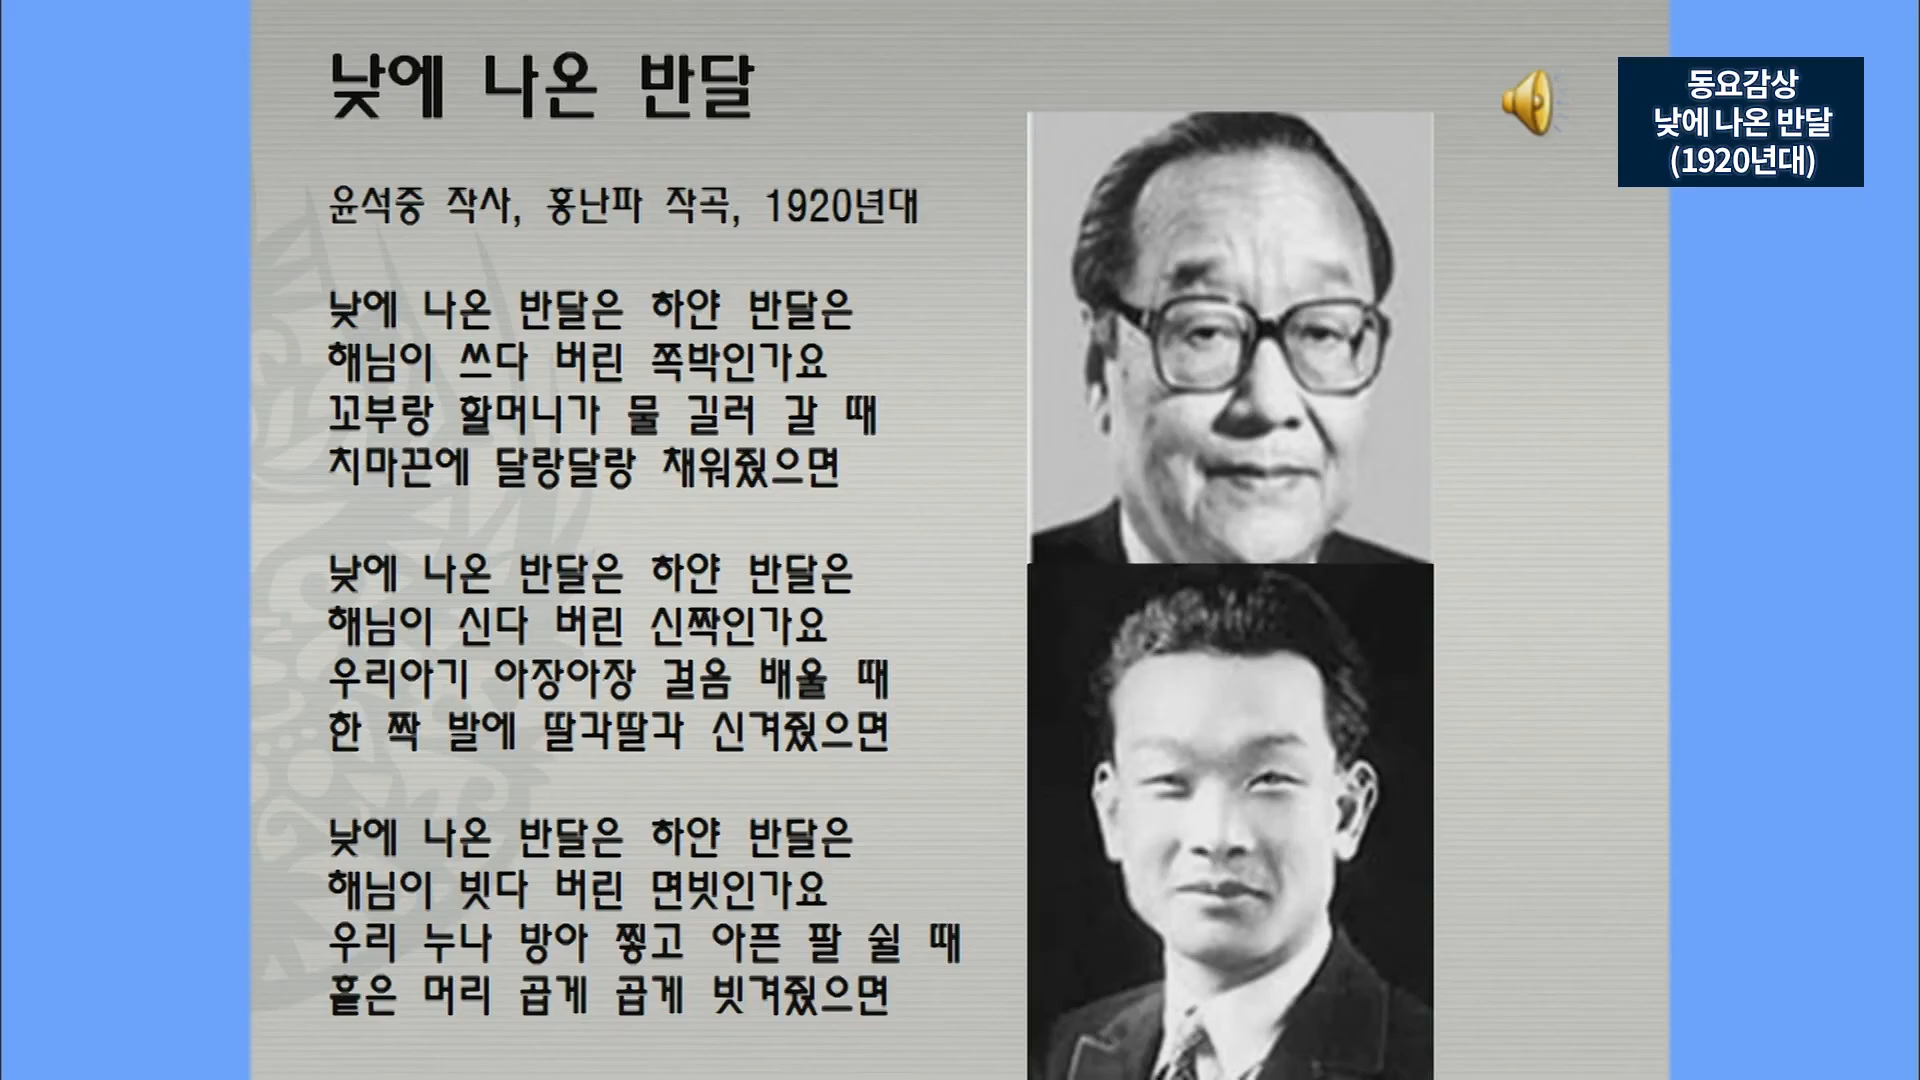 낮에 나온 반달
윤석중 작사, 홍난파 작곡, 1920년대
낮에 나온 반달은 하얀 반달은
해님이 쓰다 버린 쪽박인가요
꼬부랑 할머니가 물 길러 갈 때
치마끈에 달랑달랑 채워줬으면
낮에 나온 반달은 하얀 반달은
해님이 신다 버린 신짝인가요
우리아기 아장아장 걸음 배울 때
한 짝 발에 딸각딸각 신겨줬으면
낮에 나온 반달은 하얀 반달은
해님이 빗다 버린 면빗인가요
우리 누나 방아 찧고 아픈 팔 쉴 때
흩은 머리 곱게 곱게 빗겨줬으면
동요감상
낮에 나온 반달
(1920년대)